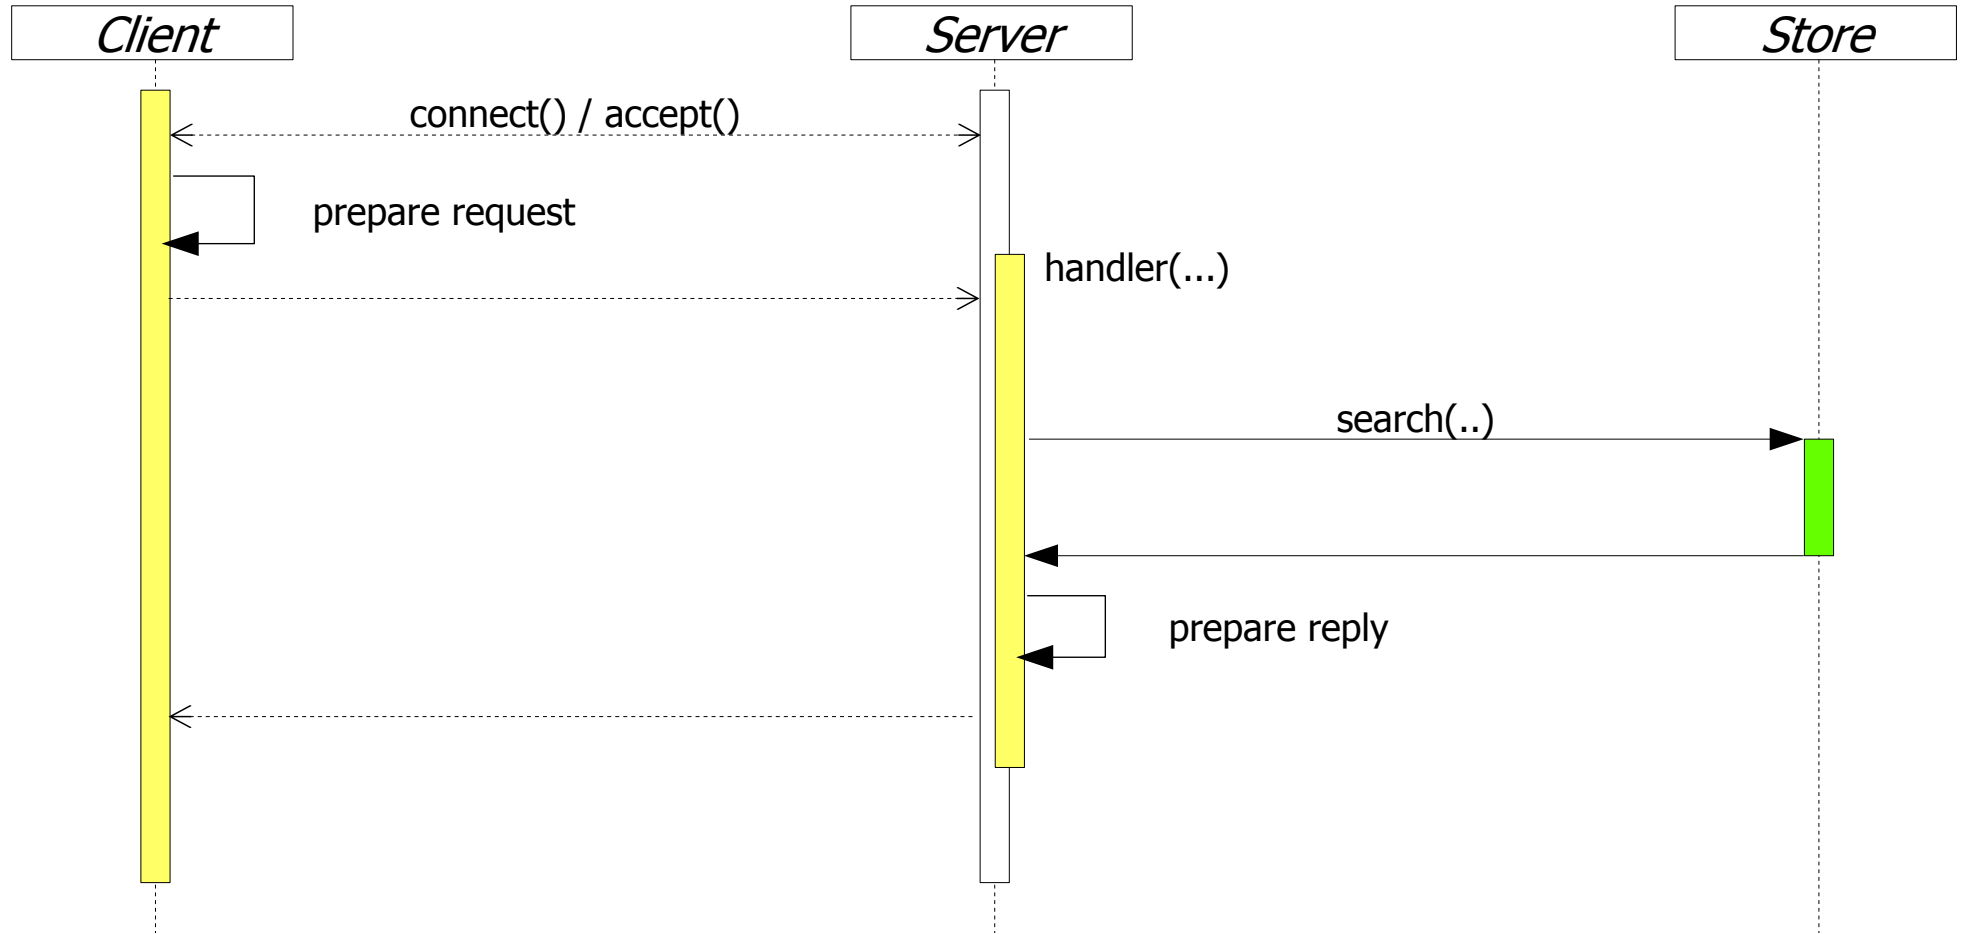 Client
Server
Store
connect() / accept()
prepare request
handler(...)
search(..)
prepare reply